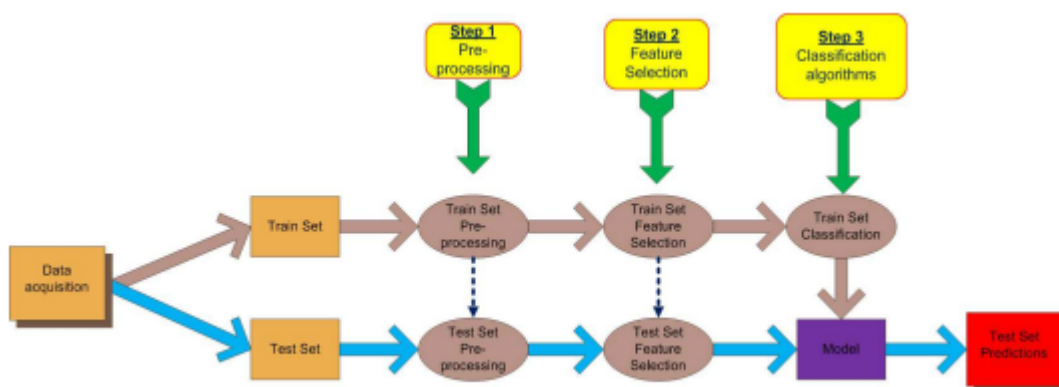 Step 1
Pre-
processing
Step 2
Feature
Selection
Step 3
Classification
algorithms
Train Set
Train Set
Pre-
processing
Train Set
Feature
Selection
Train Set
Classification
Data
acquisition
Test Set
Test Set
Pre-
processing
Test Set
Feature
Selection
Model
Test Set
Predictions